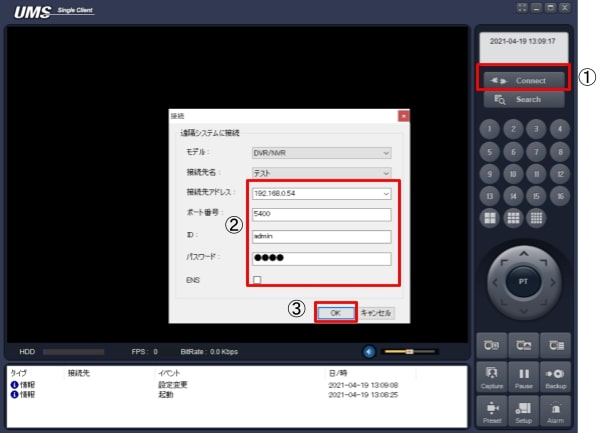 UMS Single Client
2021-04-19 13:09:17
Connect ①
Search
接続
遠隔システムに接続
モデル: DVR/NVR
接続先名: テスト
接続先アドレス: 192.168.0.54
ポート番号: 5400
②
ID: admin
パスワード: ●●●●
ENS
③ OK キャンセル
1 2 3 4
5 6 7 8
9 10 11 12
13 14 15 16
PT
HDD FPS: 0 BitRate: 0.0 Kbps
タイプ 接続先 イベント 日/時
情報 設定変更 2021-04-19 13:09:08
情報 起動 2021-04-19 13:08:25
Capture Pause Backup
Preset Setup Alarm